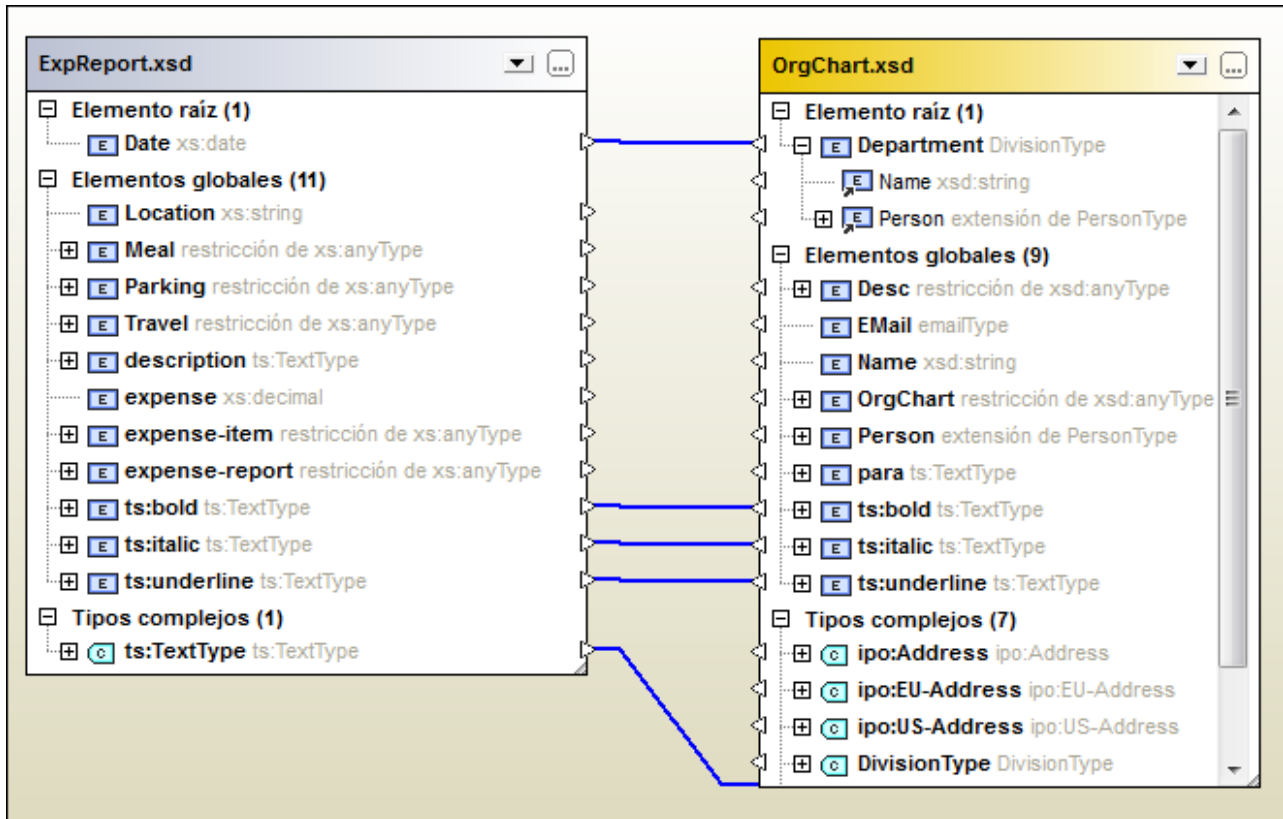 ExpReport.xsd
Elemento raíz (1)
Date xs:date
Elementos globales (11)
Location xs:string
Meal restricción de xs:anyType
Parking restricción de xs:anyType
Travel restricción de xs:anyType
description ts:TextType
expense xs:decimal
expense-item restricción de xs:anyType
expense-report restricción de xs:anyType
ts:bold ts:TextType
ts:italic ts:TextType
ts:underline ts:TextType
Tipos complejos (1)
ts:TextType ts:TextType
OrgChart.xsd
Elemento raíz (1)
Department DivisionType
Name xsd:string
Person extensión de PersonType
Elementos globales (9)
Desc restricción de xsd:anyType
EMail emailType
Name xsd:string
OrgChart restricción de xsd:anyType
Person extensión de PersonType
para ts:TextType
ts:bold ts:TextType
ts:italic ts:TextType
ts:underline ts:TextType
Tipos complejos (7)
ipo:Address ipo:Address
ipo:EU-Address ipo:EU-Address
ipo:US-Address ipo:US-Address
DivisionType DivisionType